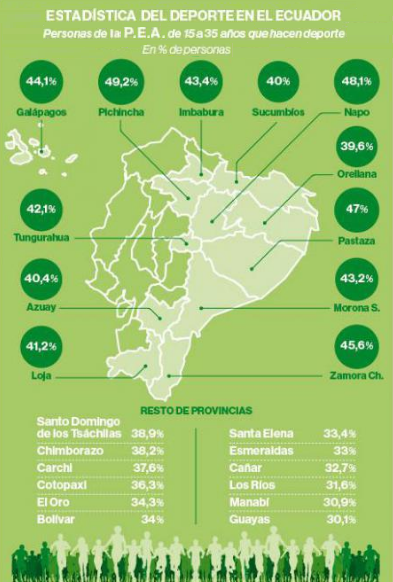 ESTADÍSTICA DEL DEPORTE EN EL ECUADOR
Personas de la P.E.A. de 15 a 35 años que hacen deporte
En % de personas
44,1%
Galápagos
49,2%
Pichincha
43,4%
Imbabura
40%
Sucumbíos
48,1%
Napo
39,6%
Orellana
42,1%
Tungurahua
47%
Pastaza
40,4%
Azuay
43,2%
Morona S.
41,2%
Loja
45,6%
Zamora Ch.
RESTO DE PROVINCIAS
Santo Domingo
de los Tsáchilas 38,9%
Chimborazo 38,2%
Carchi 37,6%
Cotopaxi 36,3%
El Oro 34,3%
Bolívar 34%
Santa Elena 33,4%
Esmeraldas 33%
Cañar 32,7%
Los Ríos 31,6%
Manabí 30,9%
Guayas 30,1%